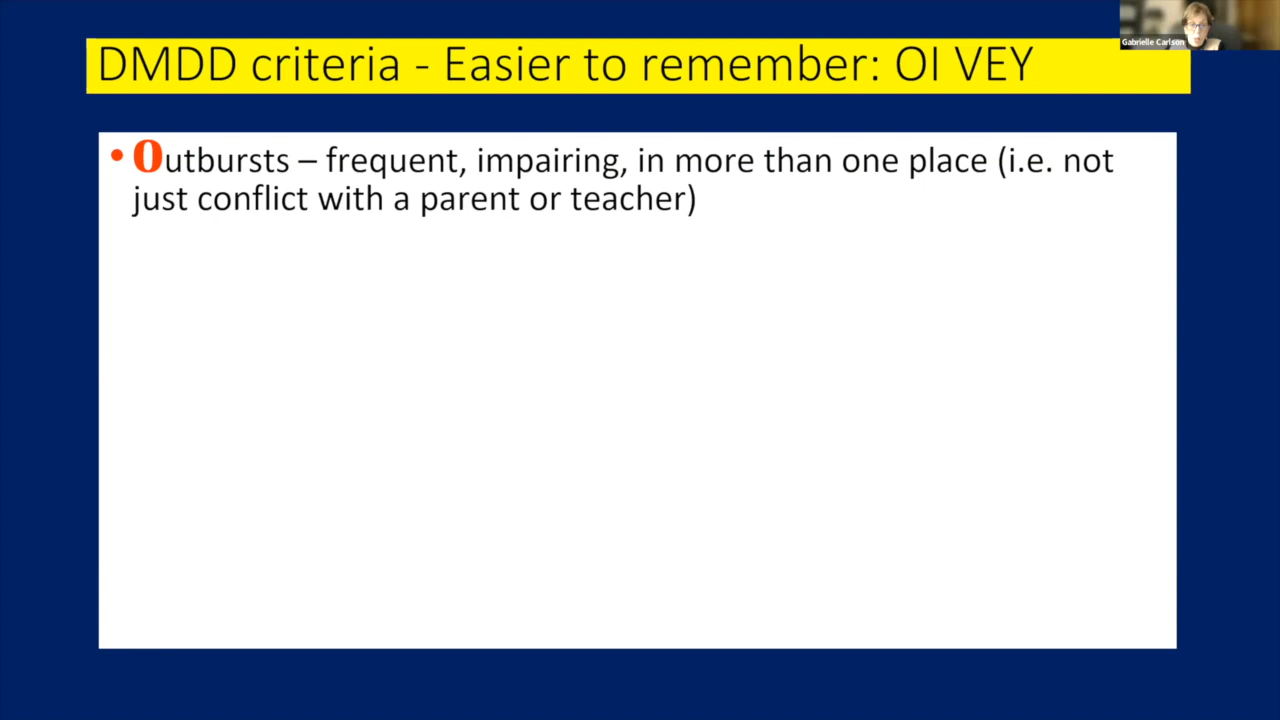 Gabrielle Carlson
DMDD criteria - Easier to remember: OI VEY
• Outbursts – frequent, impairing, in more than one place (i.e. not
just conflict with a parent or teacher)